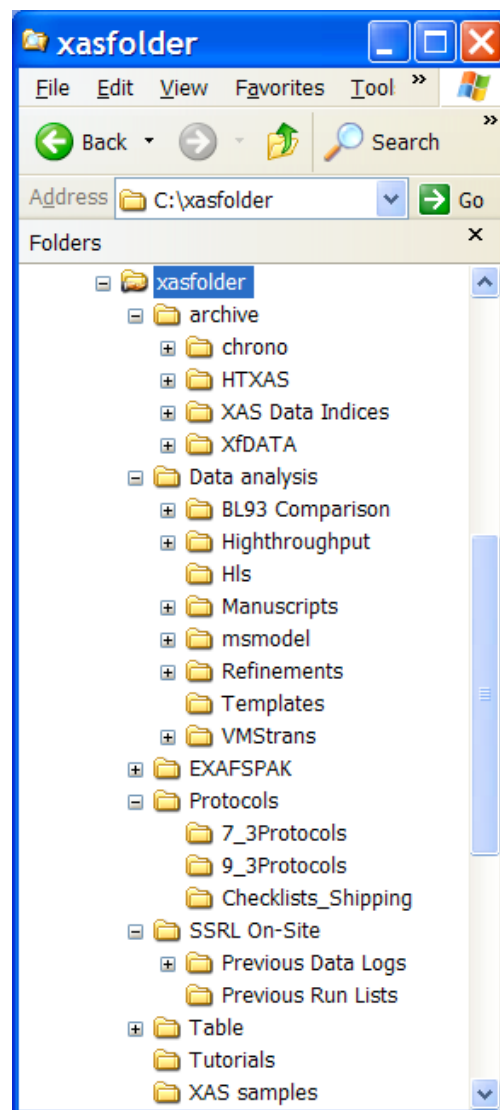 xasfolder
File Edit View Favorites Tool »
Back Search »
Address C:\xasfolder Go
Folders x
xasfolder
archive
chrono
HTXAS
XAS Data Indices
XfDATA
Data analysis
BL93 Comparison
Highthroughput
Hls
Manuscripts
msmodel
Refinements
Templates
VMStrans
EXAFSPAK
Protocols
7_3Protocols
9_3Protocols
Checklists_Shipping
SSRL On-Site
Previous Data Logs
Previous Run Lists
Table
Tutorials
XAS samples